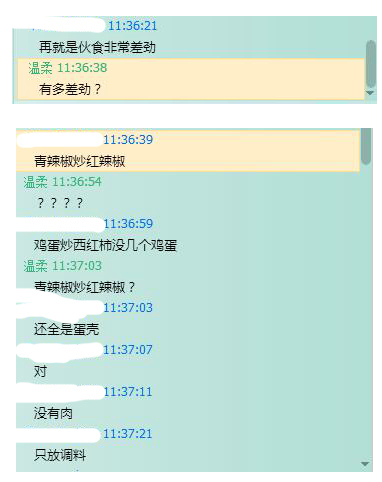 11:36:21
再就是伙食非常差劲
温柔 11:36:38
有多差劲？
11:36:39
青辣椒炒红辣椒
温柔 11:36:54
？？？？
11:36:59
鸡蛋炒西红柿没几个鸡蛋
温柔 11:37:03
青辣椒炒红辣椒？
11:37:03
还全是蛋壳
11:37:07
对
11:37:11
没有肉
11:37:21
只放调料